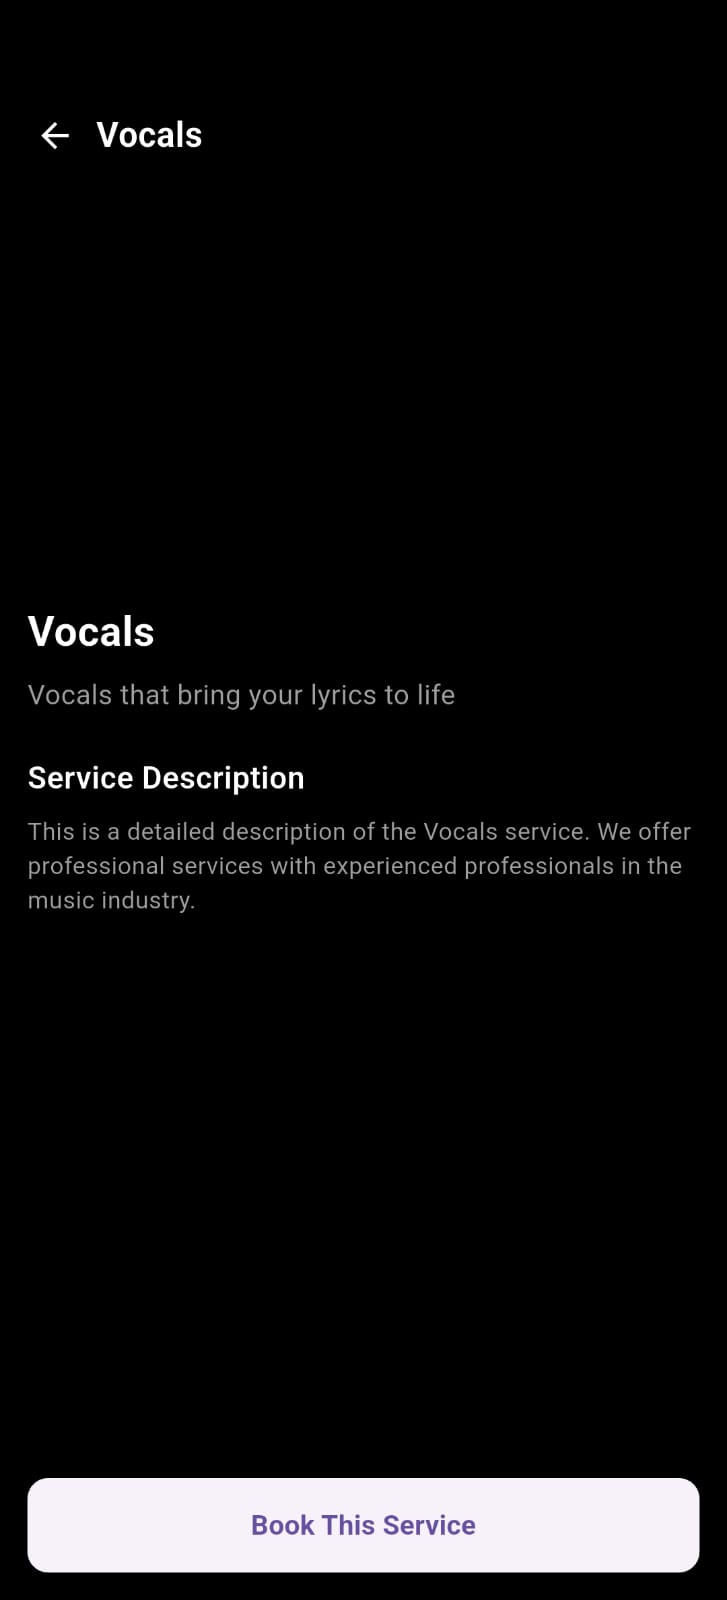 Vocals
Vocals
Vocals that bring your lyrics to life
Service Description
This is a detailed description of the Vocals service. We offer
professional services with experienced professionals in the
music industry.
Book This Service